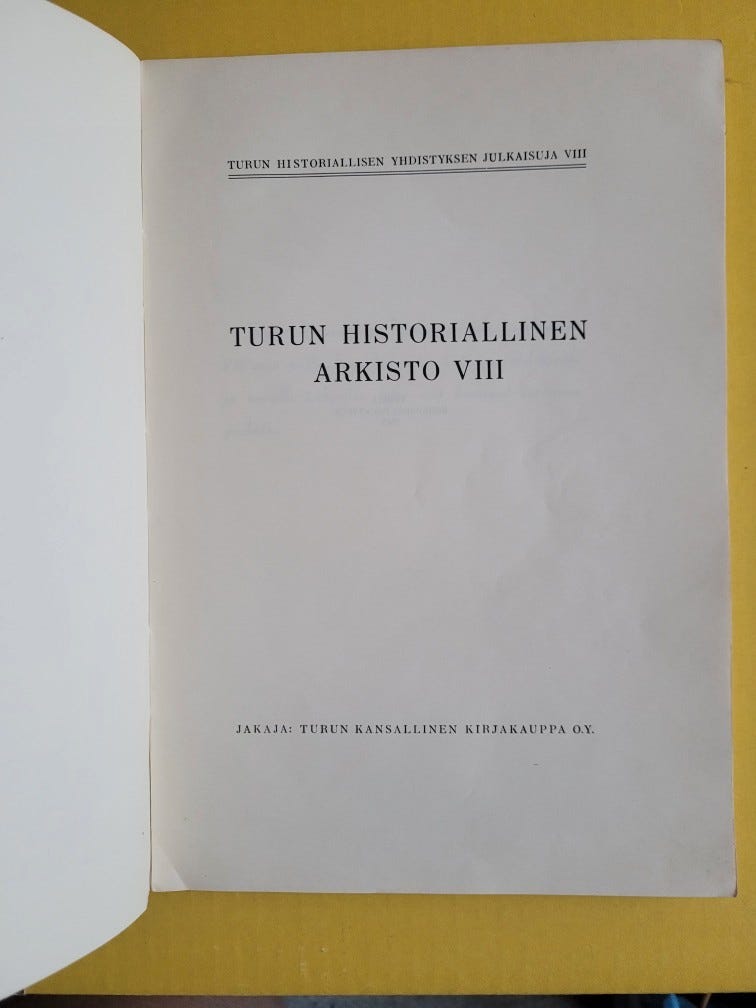 TURUN HISTORIALLISEN YHDISTYKSEN JULKAISUJA VIII
TURUN HISTORIALLINEN
ARKISTO VIII
JAKAJA: TURUN KANSALLINEN KIRJAKAUPPA O.Y.